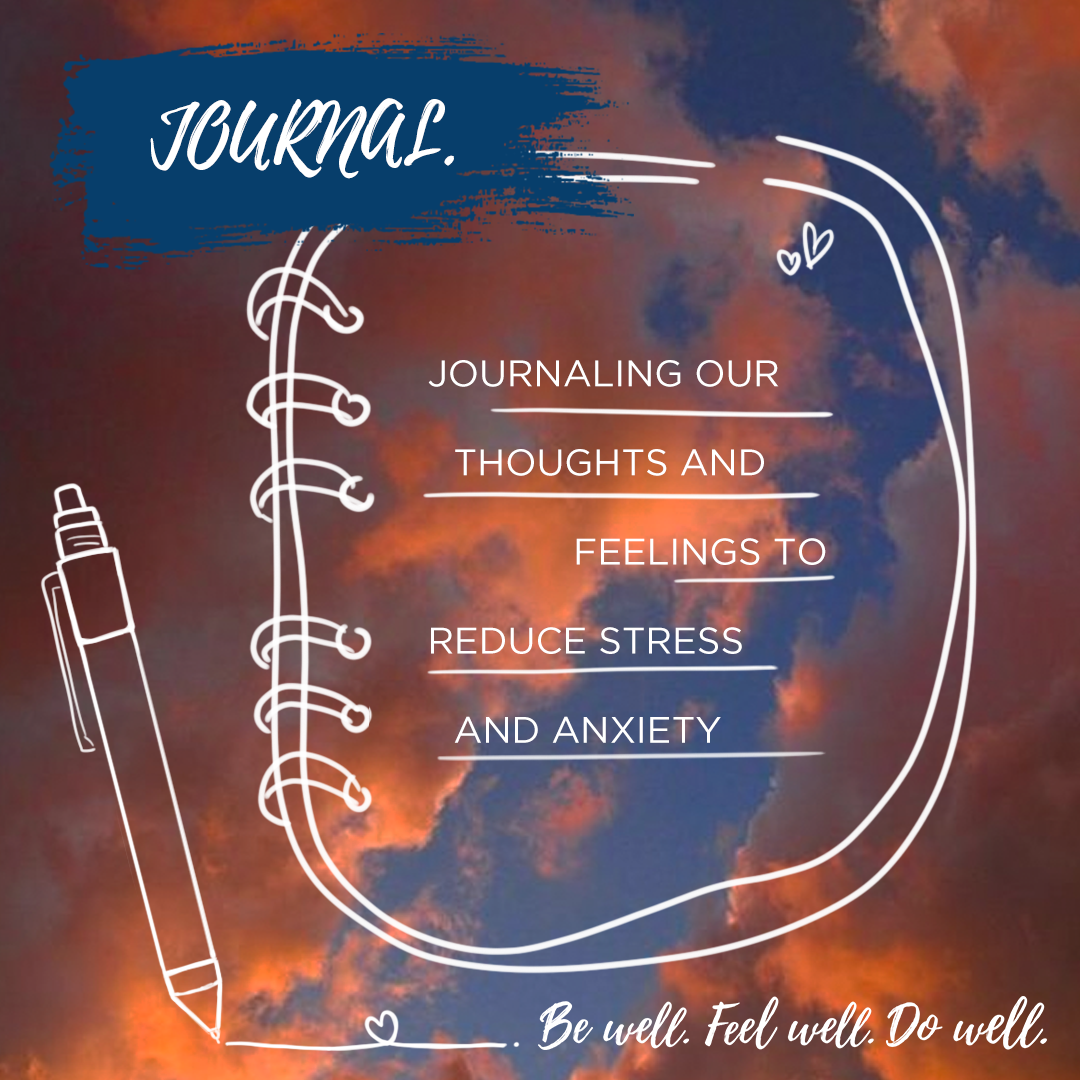 JOURNAL.
JOURNALING OUR
THOUGHTS AND
FEELINGS TO
REDUCE STRESS
AND ANXIETY
Be well. Feel well. Do well.